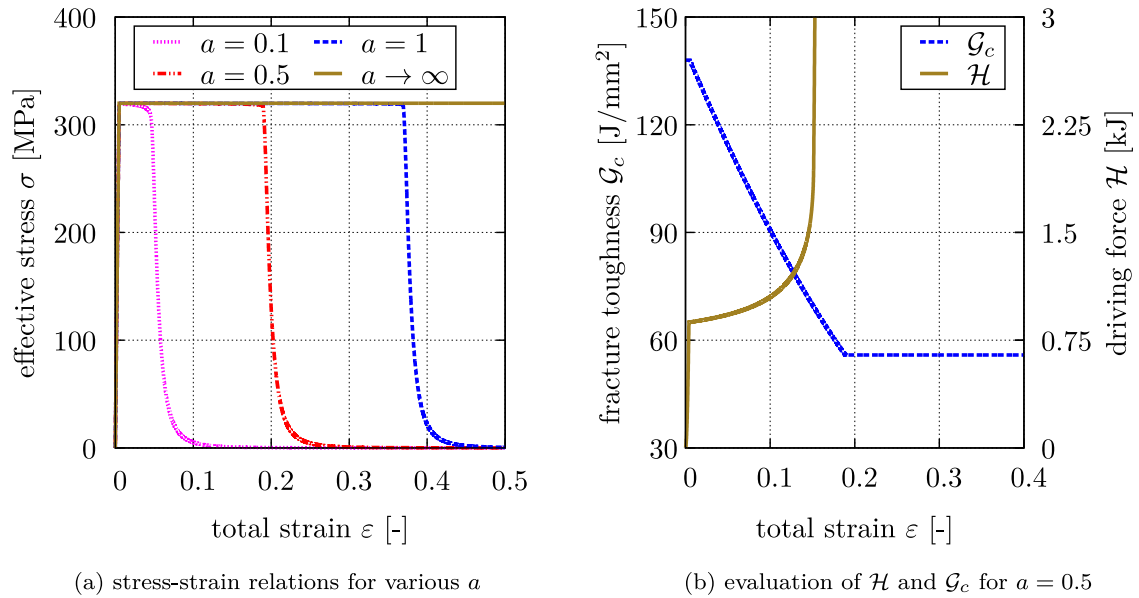 effective stress σ [MPa]
400
300
200
100
0
a = 0.1
a = 1
a = 0.5
a → ∞
0 0.1 0.2 0.3 0.4 0.5
total strain ε [-]
(a) stress-strain relations for various a
fracture toughness 𝒢c [J/mm²]
150
120
90
60
30
𝒢c
ℋ
3
2.25
1.5
0.75
0
driving force ℋ [kJ]
0 0.1 0.2 0.3 0.4
total strain ε [-]
(b) evaluation of ℋ and 𝒢c for a = 0.5